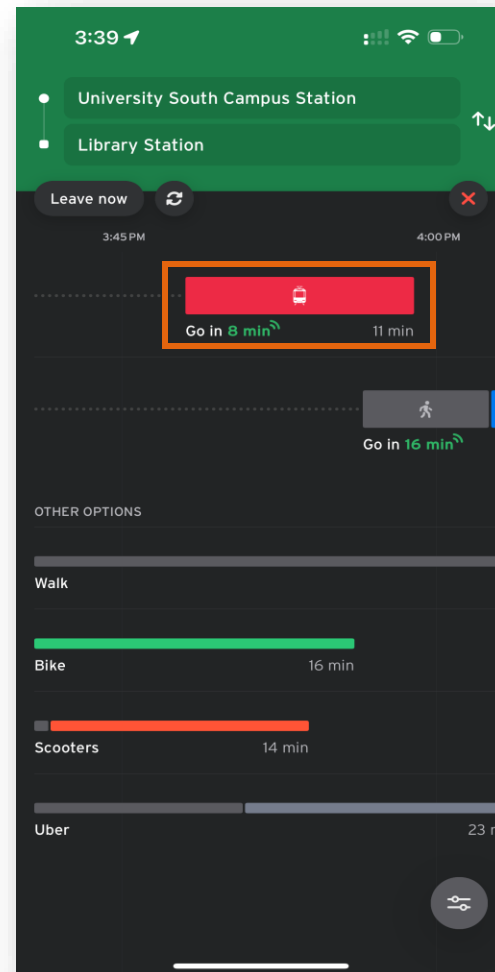 3:39
University South Campus Station
Library Station
Leave now
3:45 PM 4:00 PM
Go in 8 min 11 min
Go in 16 min
OTHER OPTIONS
Walk
Bike 16 min
Scooters 14 min
Uber 23